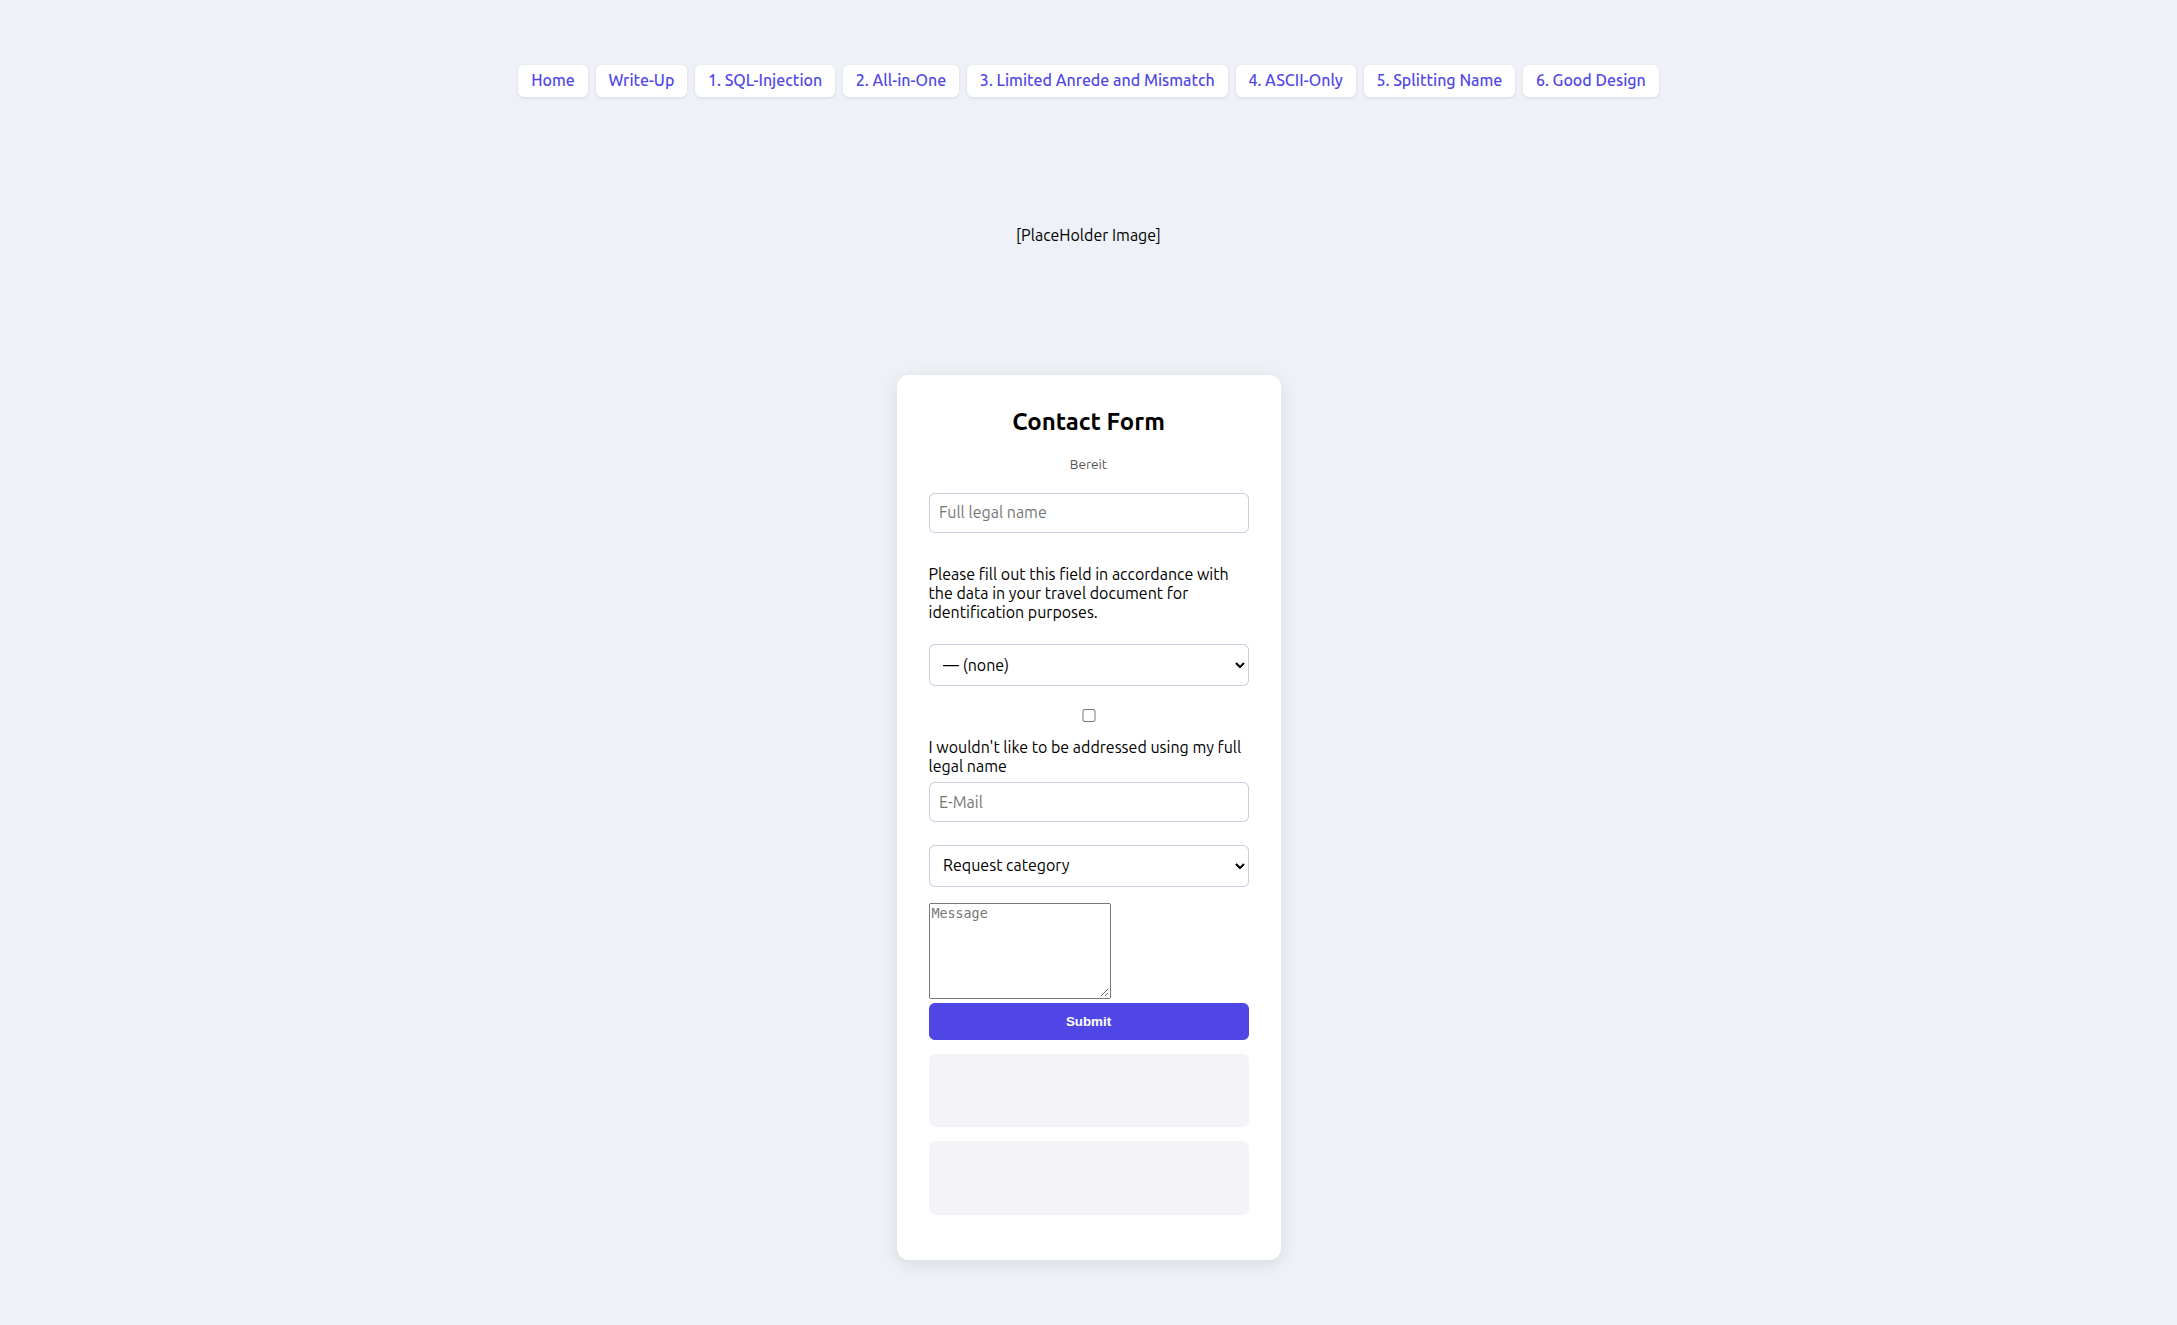 Home Write-Up 1. SQL-Injection 2. All-in-One 3. Limited Anrede and Mismatch 4. ASCII-Only 5. Splitting Name 6. Good Design
[PlaceHolder Image]
Contact Form
Bereit
Full legal name
Please fill out this field in accordance with
the data in your travel document for
identification purposes.
— (none)
I wouldn't like to be addressed using my full
legal name
E-Mail
Request category
Message
Submit